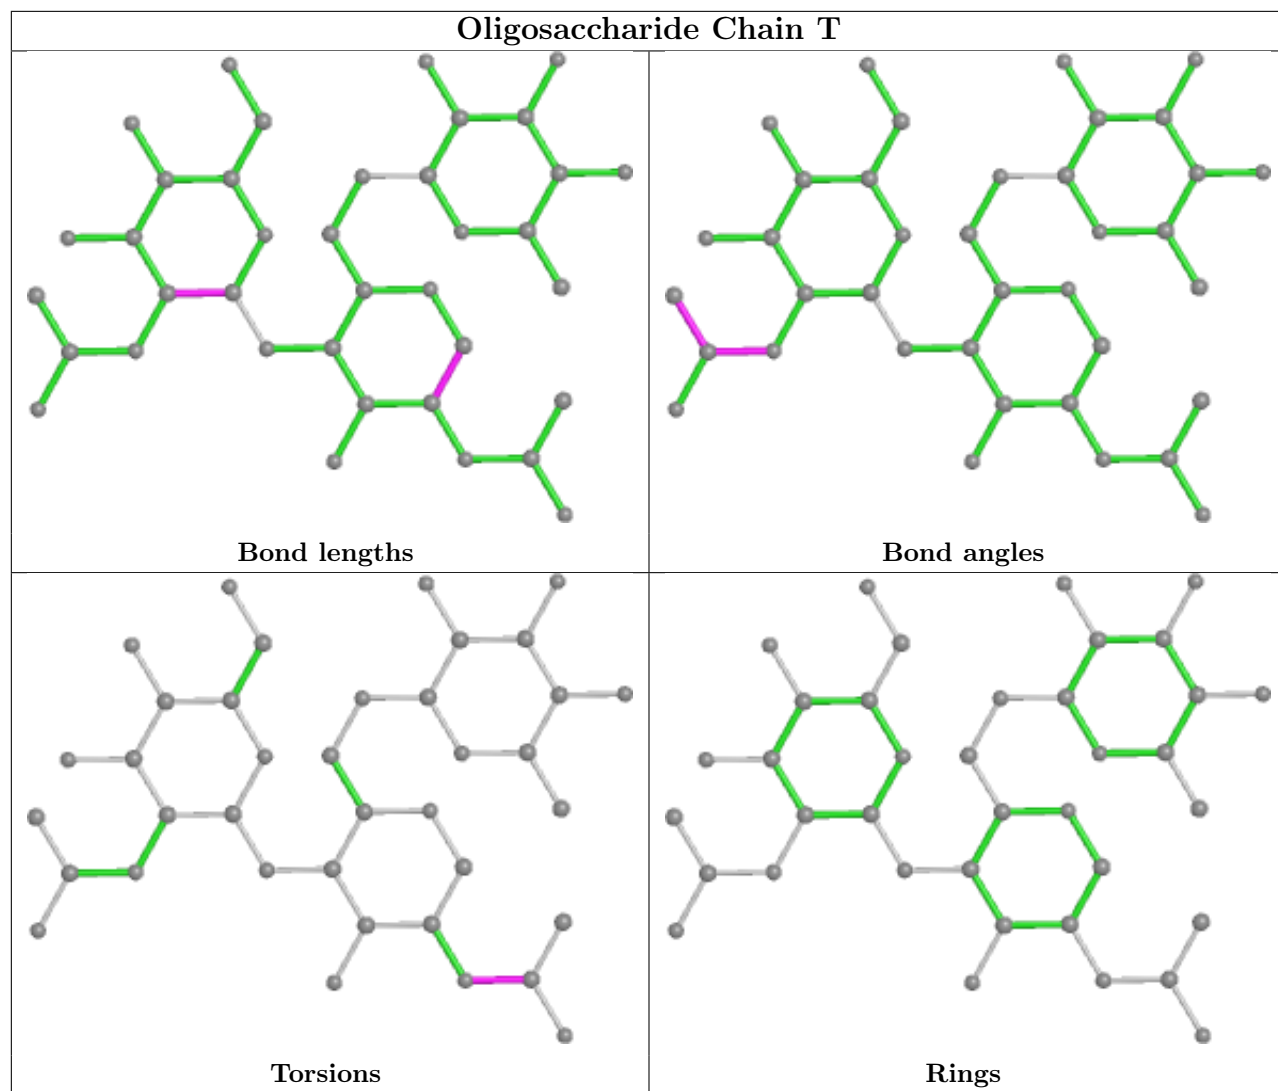 Oligosaccharide Chain T
Bond lengths
Bond angles
Torsions
Rings